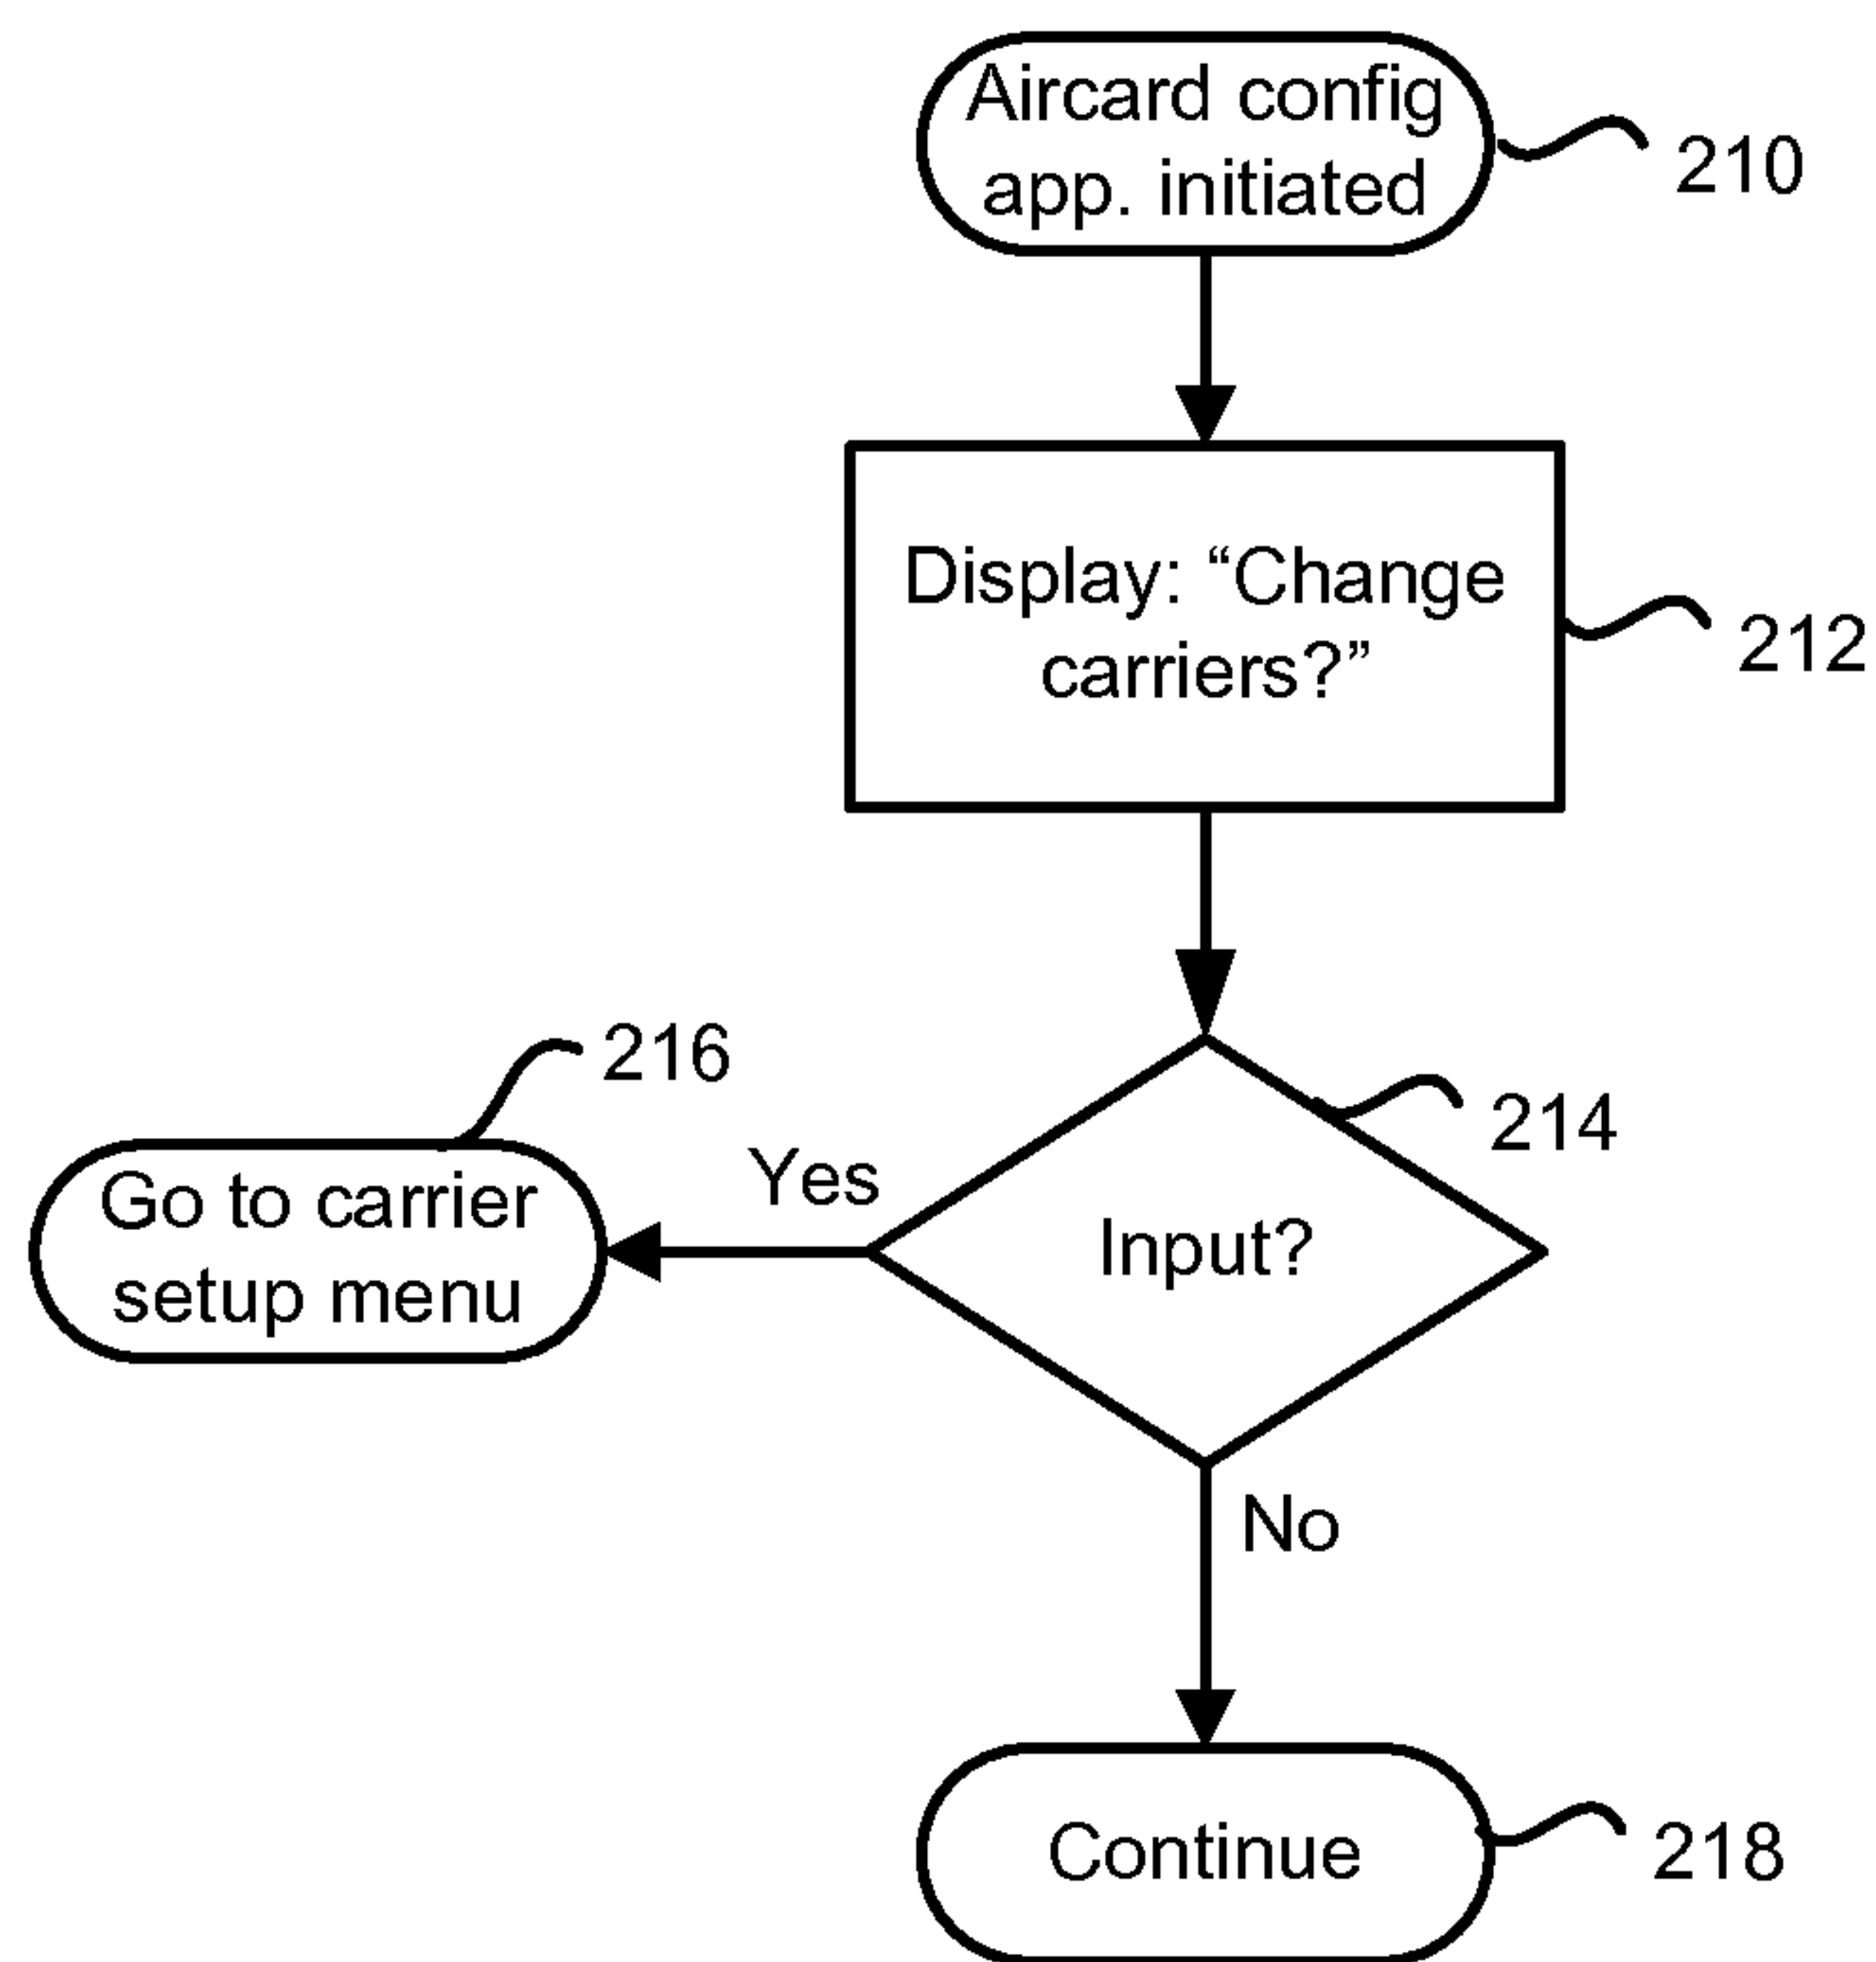 Aircard config
app. initiated
210
Display: “Change
carriers?”
212
216
Go to carrier
setup menu
Yes
Input?
214
No
Continue
218